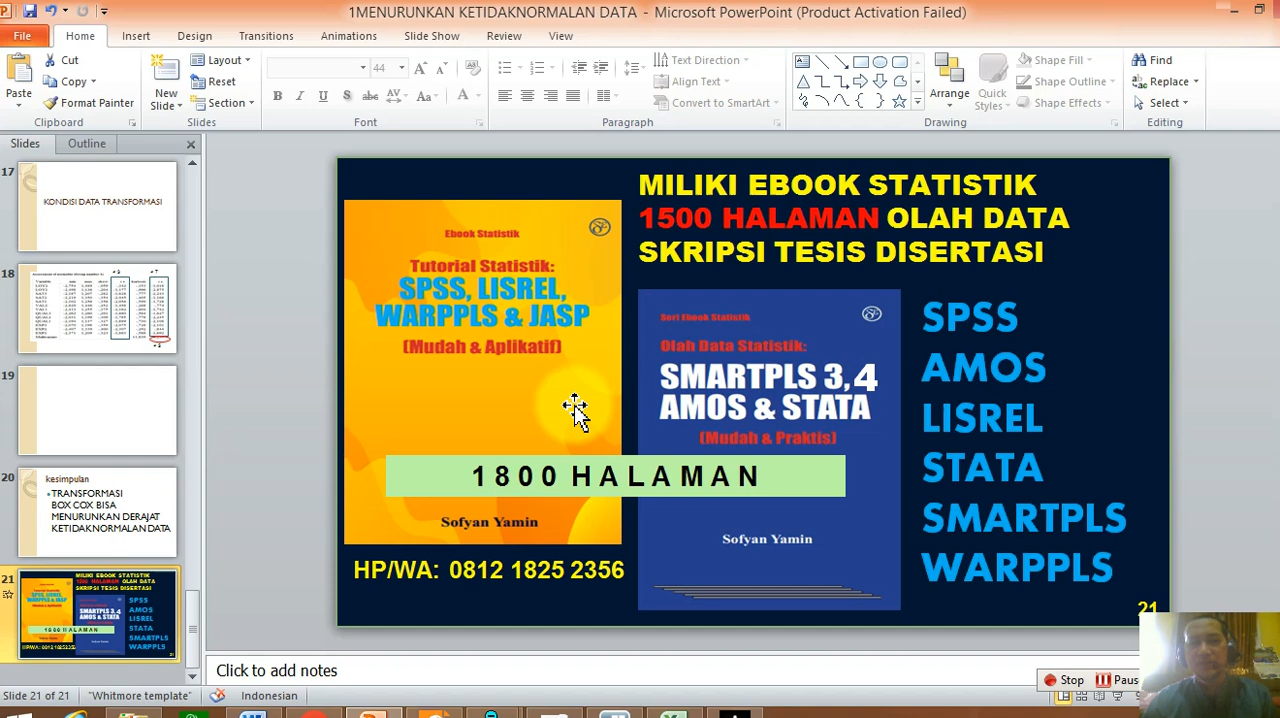 1MENURUNKAN KETIDAKNORMALAN DATA - Microsoft PowerPoint (Product Activation Failed)
File Home Insert Design Transitions Animations Slide Show Review View
Paste
Cut
Copy
Format Painter
Clipboard
New Slide
Layout
Reset
Section
Slides
44
Font
Text Direction
Align Text
Convert to SmartArt
Paragraph
Arrange
Quick Styles
Shape Fill
Shape Outline
Shape Effects
Drawing
Find
Replace
Select
Editing
Slides Outline
17
KONDISI DATA TRANSFORMASI
18
19
20
kesimpulan
TRANSFORMASI
BOX COX BISA
MENURUNKAN DERAJAT
KETIDAKNORMALAN DATA
21
MILIKI EBOOK STATISTIK
1500 HALAMAN OLAH DATA
SKRIPSI TESIS DISERTASI
Ebook Statistik
Tutorial Statistik:
SPSS, LISREL,
WARPPLS & JASP
(Mudah & Aplikatif)
Seri Ebook Statistik
Olah Data Statistik:
SMARTPLS 3,4
AMOS & STATA
(Mudah & Praktis)
1800 HALAMAN
Sofyan Yamin
Sofyan Yamin
HP/WA: 0812 1825 2356
SPSS
AMOS
LISREL
STATA
SMARTPLS
WARPPLS
21
Click to add notes
Stop
Paus
Slide 21 of 21 "Whitmore template" Indonesian